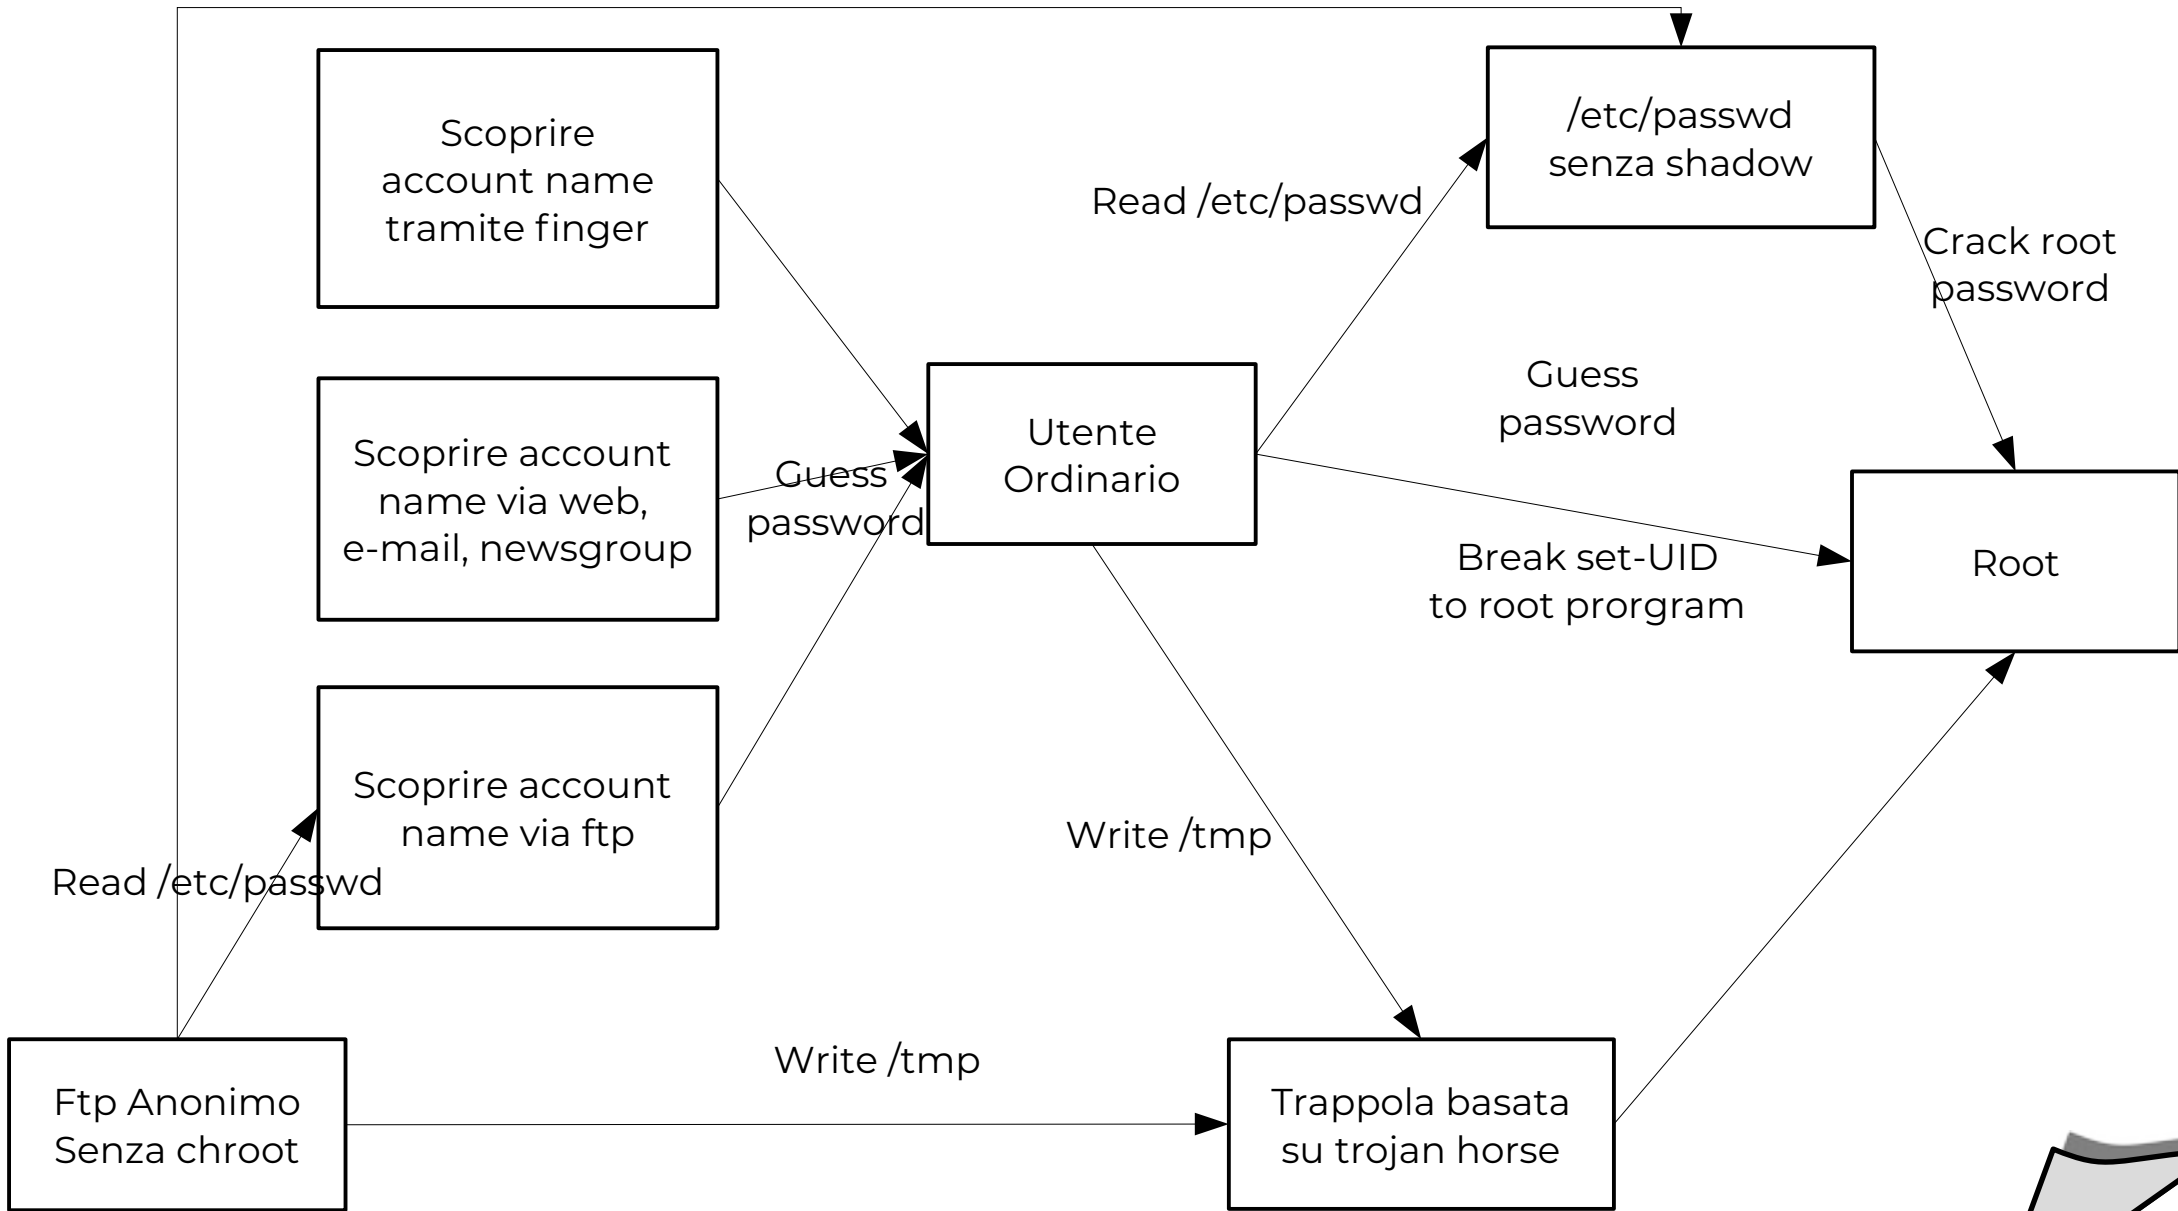 Scoprire
account name
tramite finger
/etc/passwd
senza shadow
Read /etc/passwd
Crack root
password
Guess
password
Utente
Ordinario
Scoprire account
name via web,
e-mail, newsgroup
Guess
password
Break set-UID
to root prorgram
Root
Scoprire account
name via ftp
Write /tmp
Read /etc/passwd
Write /tmp
Ftp Anonimo
Senza chroot
Trappola basata
su trojan horse